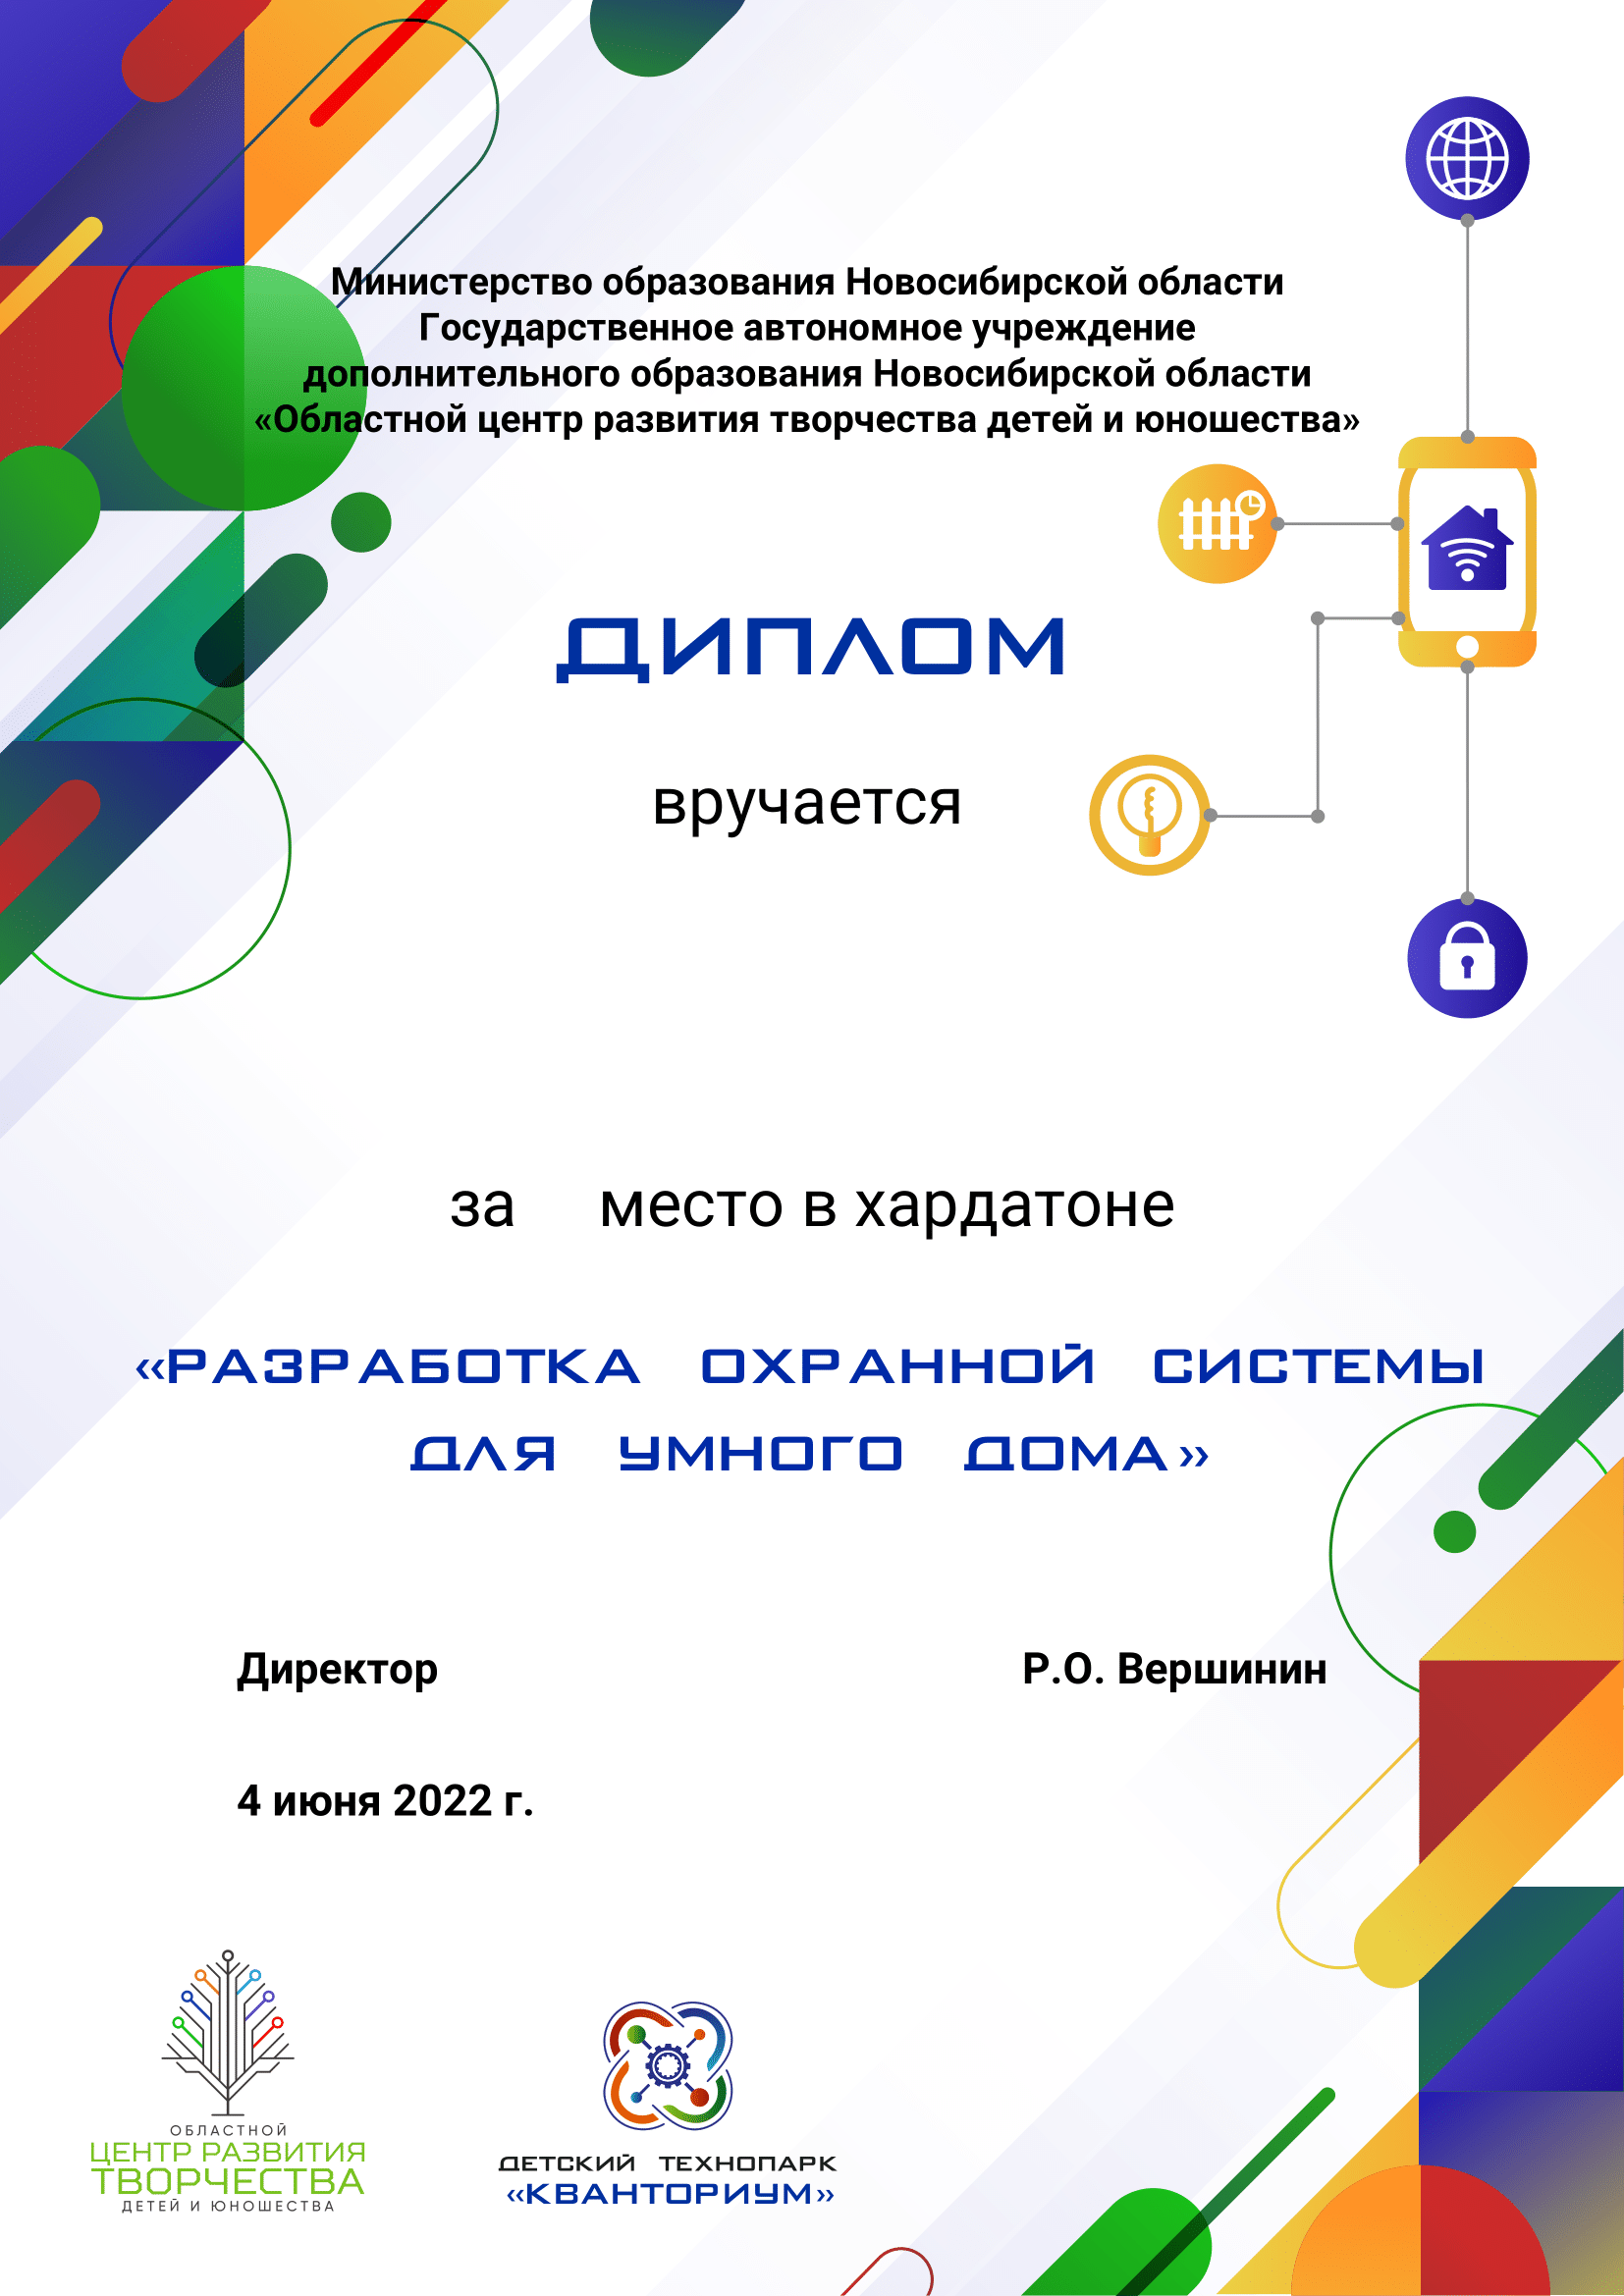 Министерство образования Новосибирской области
Государственное автономное учреждение
дополнительного образования Новосибирской области
«Областной центр развития творчества детей и юношества»
ДИПЛОМ
вручается
за место в хардатоне
«РАЗРАБОТКА ОХРАННОЙ СИСТЕМЫ
ДЛЯ УМНОГО ДОМА»
Директор Р.О. Вершинин
4 июня 2022 г.
ОБЛАСТНОЙ
ЦЕНТР РАЗВИТИЯ
ТВОРЧЕСТВА
ДЕТЕЙ И ЮНОШЕСТВА
ДЕТСКИЙ ТЕХНОПАРК
«КВАНТОРИУМ»